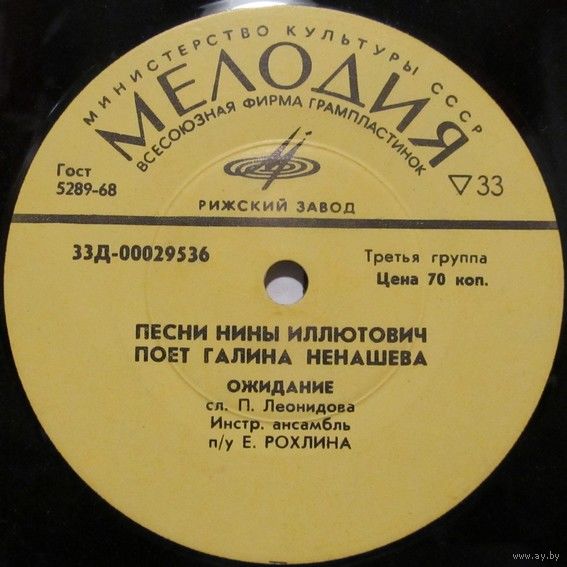 МИНИСТЕРСТВО КУЛЬТУРЫ СССР
МЕЛОДИЯ
ВСЕСОЮЗНАЯ ФИРМА ГРАМПЛАСТИНОК
Гост
5289-68
▽33
РИЖСКИЙ ЗАВОД
33Д-00029536
Третья группа
Цена 70 коп.
ПЕСНИ НИНЫ ИЛЛЮТОВИЧ
ПОЕТ ГАЛИНА НЕНАШЕВА
ОЖИДАНИЕ
сл. П. Леонидова
Инстр. ансамбль
п/у Е. РОХЛИНА
www.ay.by